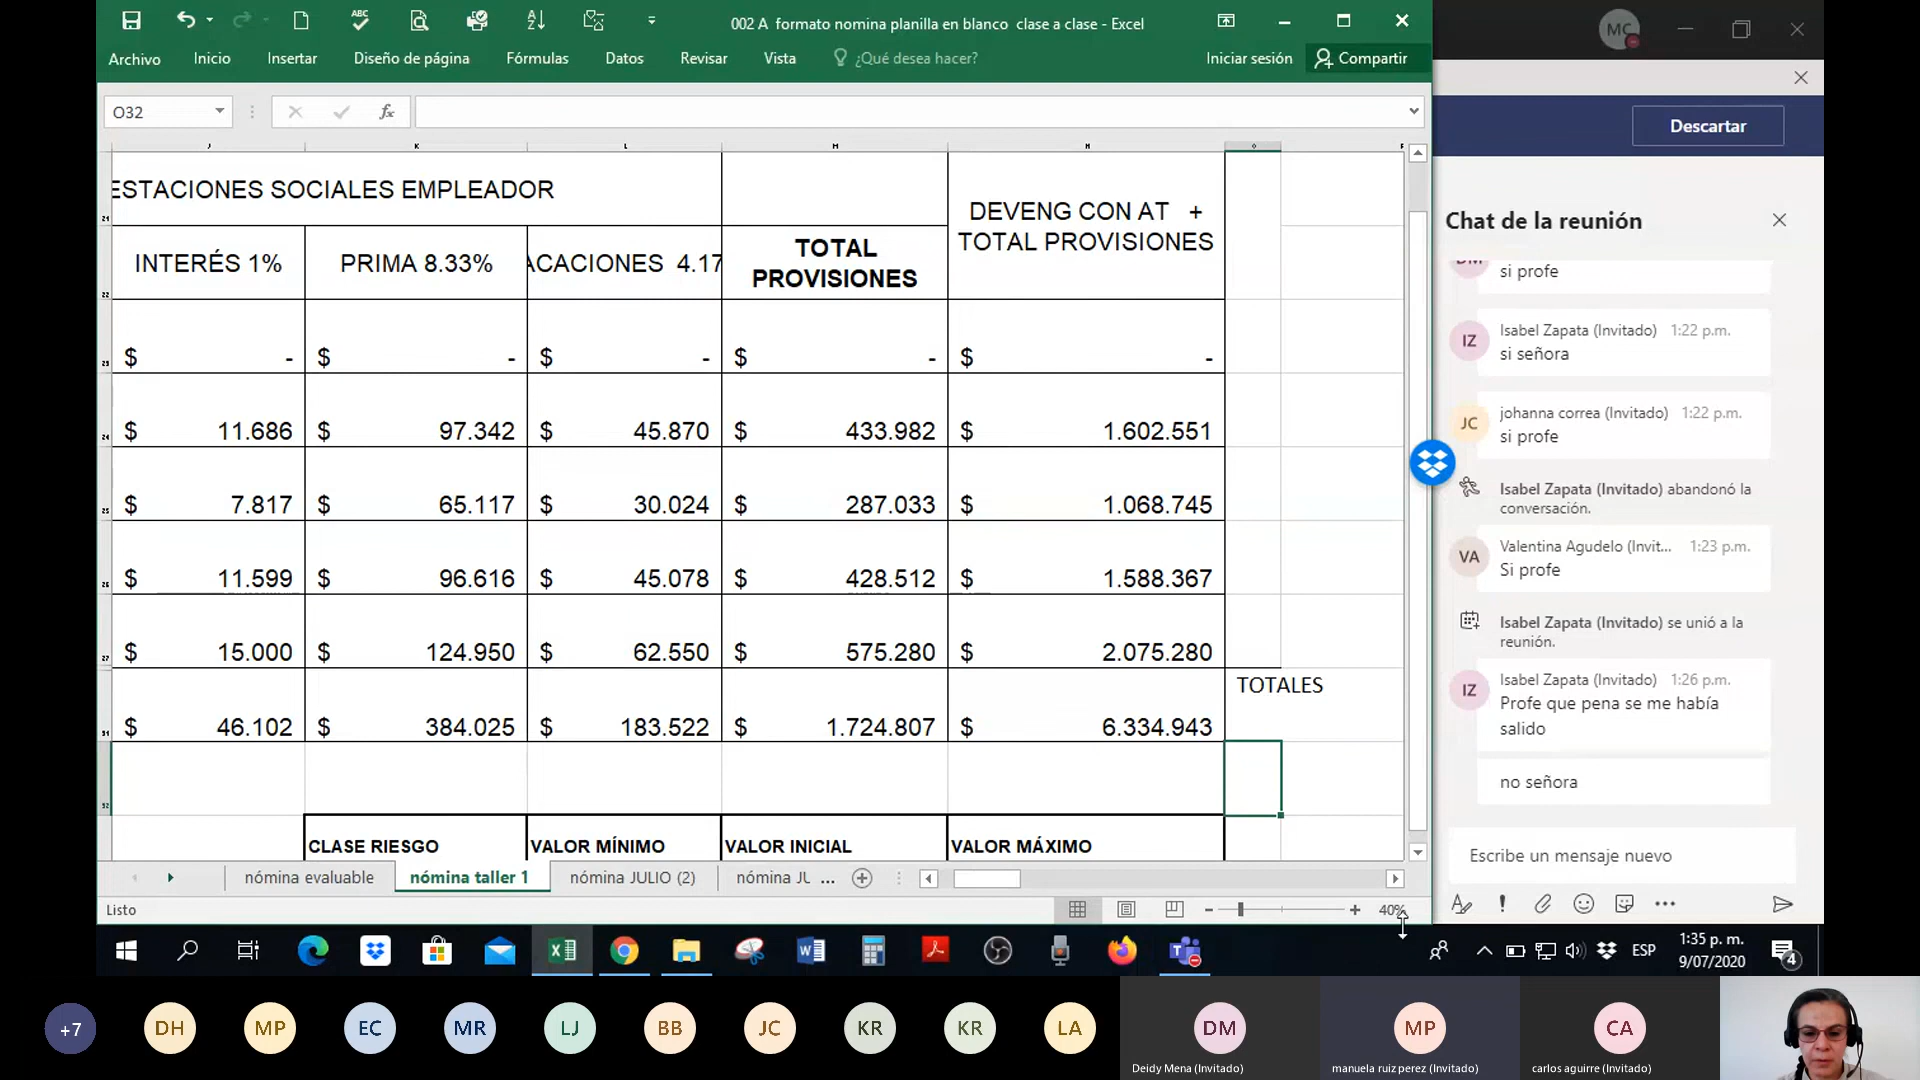 002 A formato nomina planilla en blanco clase a clase - Excel
Archivo Inicio Insertar Diseño de página Fórmulas Datos Revisar Vista ¿Qué desea hacer? Iniciar sesión Compartir
O32
ESTACIONES SOCIALES EMPLEADOR
DEVENG CON AT +
TOTAL PROVISIONES
INTERÉS 1% PRIMA 8.33% ACACIONES 4.17 TOTAL
PROVISIONES
$ - $ - $ - $ - $ -
$ 11.686 $ 97.342 $ 45.870 $ 433.982 $ 1.602.551
$ 7.817 $ 65.117 $ 30.024 $ 287.033 $ 1.068.745
$ 11.599 $ 96.616 $ 45.078 $ 428.512 $ 1.588.367
$ 15.000 $ 124.950 $ 62.550 $ 575.280 $ 2.075.280
TOTALES
$ 46.102 $ 384.025 $ 183.522 $ 1.724.807 $ 6.334.943
CLASE RIESGO VALOR MÍNIMO VALOR INICIAL VALOR MÁXIMO
nómina evaluable nómina taller 1 nómina JULIO (2) nómina JU ...
Listo 40%
MC
Descartar
Chat de la reunión
si profe
IZ Isabel Zapata (Invitado) 1:22 p.m.
si señora
JC johanna correa (Invitado) 1:22 p.m.
si profe
Isabel Zapata (Invitado) abandonó la
conversación.
VA Valentina Agudelo (Invit... 1:23 p.m.
Si profe
Isabel Zapata (Invitado) se unió a la
reunión.
IZ Isabel Zapata (Invitado) 1:26 p.m.
Profe que pena se me había
salido
no señora
Escribe un mensaje nuevo
ESP 1:35 p. m.
9/07/2020 4
+7 DH MP EC MR LJ BB JC KR KR LA DM MP CA
Deidy Mena (Invitado) manuela ruiz perez (Invitado) carlos aguirre (Invitado)